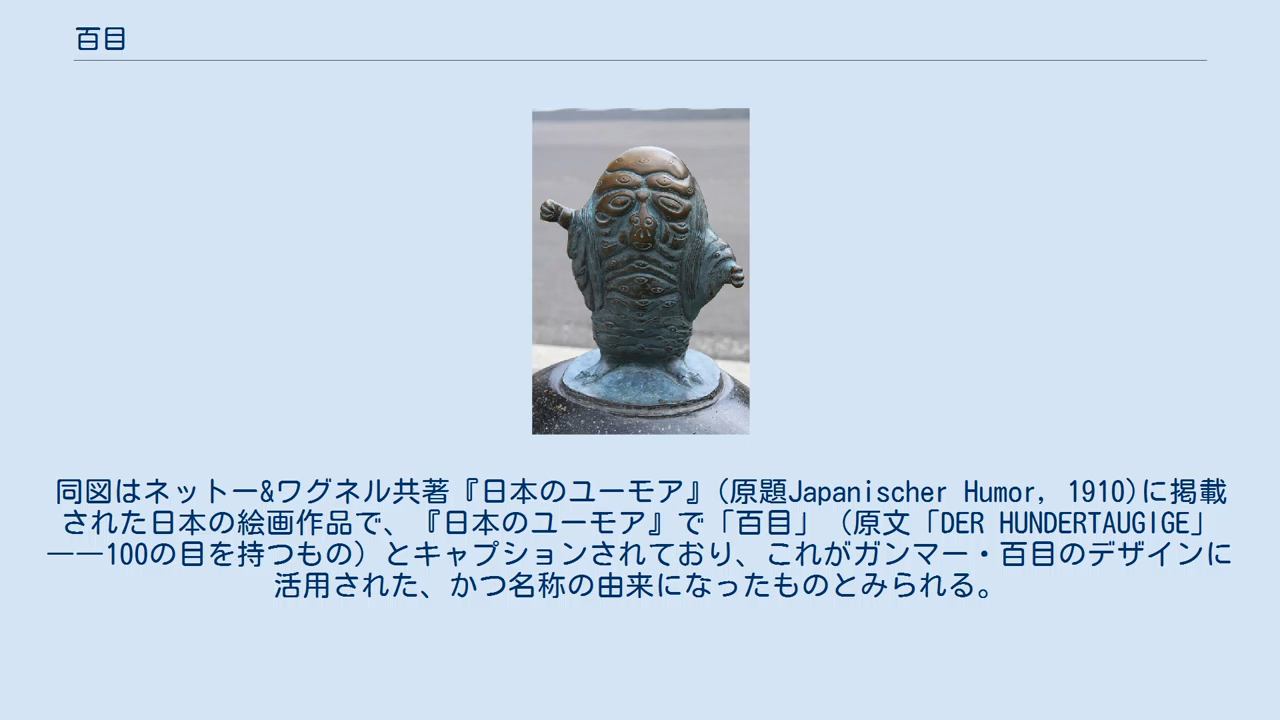 百目
同図はネットー&ワグネル共著『日本のユーモア』(原題Japanischer Humor, 1910)に掲載
された日本の絵画作品で、『日本のユーモア』で「百目」（原文「DER HUNDERTAUGIGE」
――100の目を持つもの）とキャプションされており、これがガンマー・百目のデザインに
活用された、かつ名称の由来になったものとみられる。